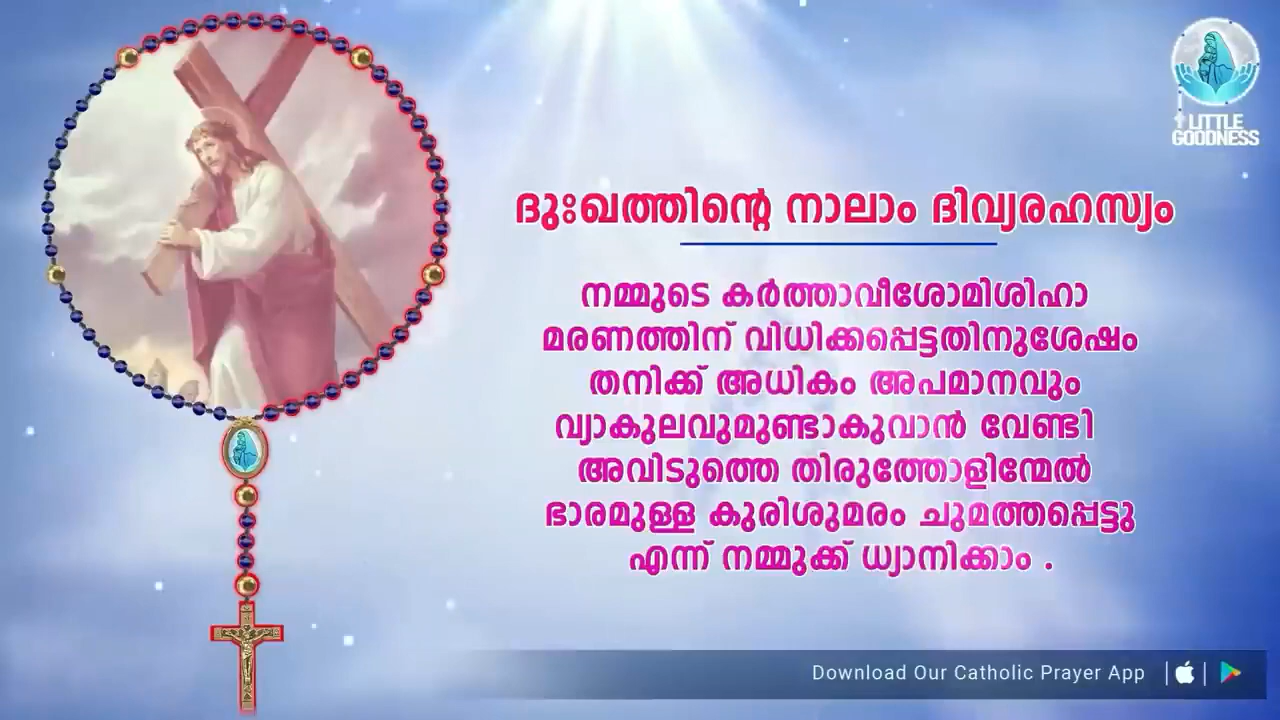 LITTLE
GOODNESS
ദുഃഖത്തിന്റെ നാലാം ദിവ്യരഹസ്യം
നമ്മുടെ കർത്താവീശോമിശിഹാ
മരണത്തിന് വിധിക്കപ്പെട്ടതിനുശേഷം
തനിക്ക് അധികം അപമാനവും
വ്യാകുലവുമുണ്ടാകുവാൻ വേണ്ടി
അവിടുത്തെ തിരുത്തോളിന്മേൽ
ഭാരമുള്ള കുരിശുമരം ചുമത്തപ്പെട്ടു
എന്ന് നമ്മുക്ക് ധ്യാനിക്കാം .
Download Our Catholic Prayer App